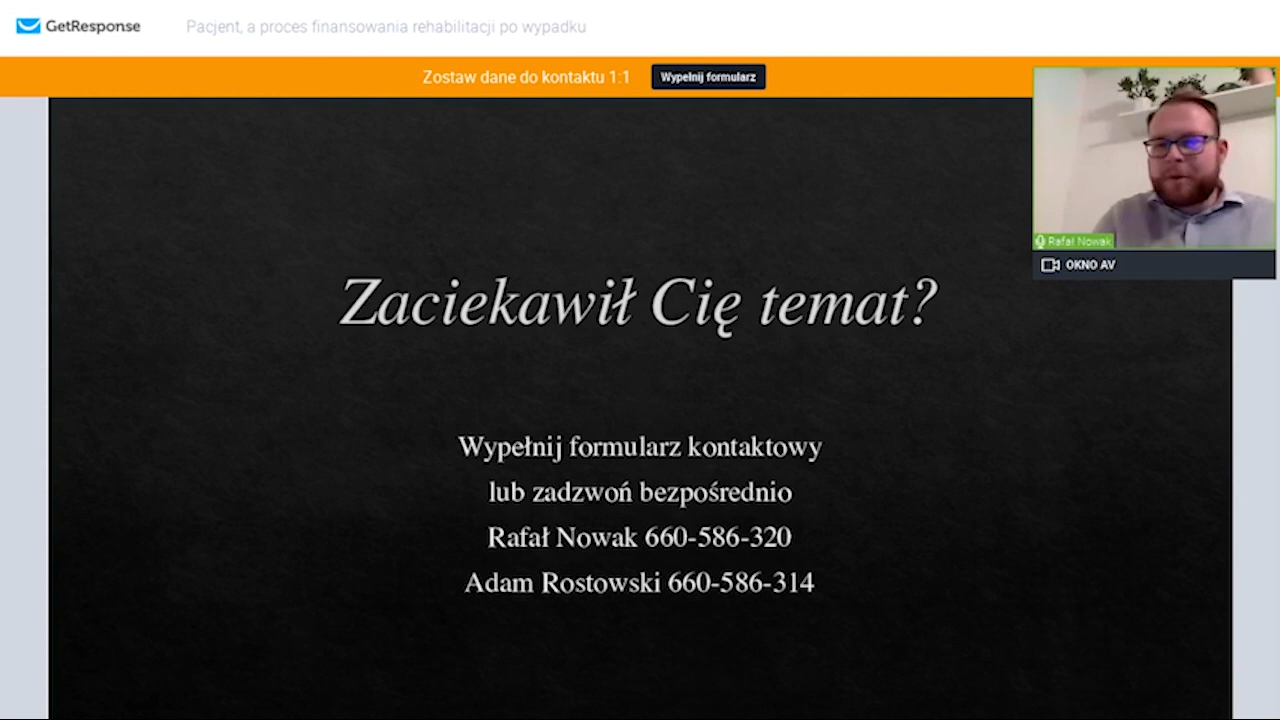 GetResponse
Pacjent, a proces finansowania rehabilitacji po wypadku
Zostaw dane do kontaktu 1:1
Wypełnij formularz
Rafał Nowak
OKNO AV
Zaciekawił Cię temat?
Wypełnij formularz kontaktowy
lub zadzwoń bezpośrednio
Rafał Nowak 660-586-320
Adam Rostowski 660-586-314